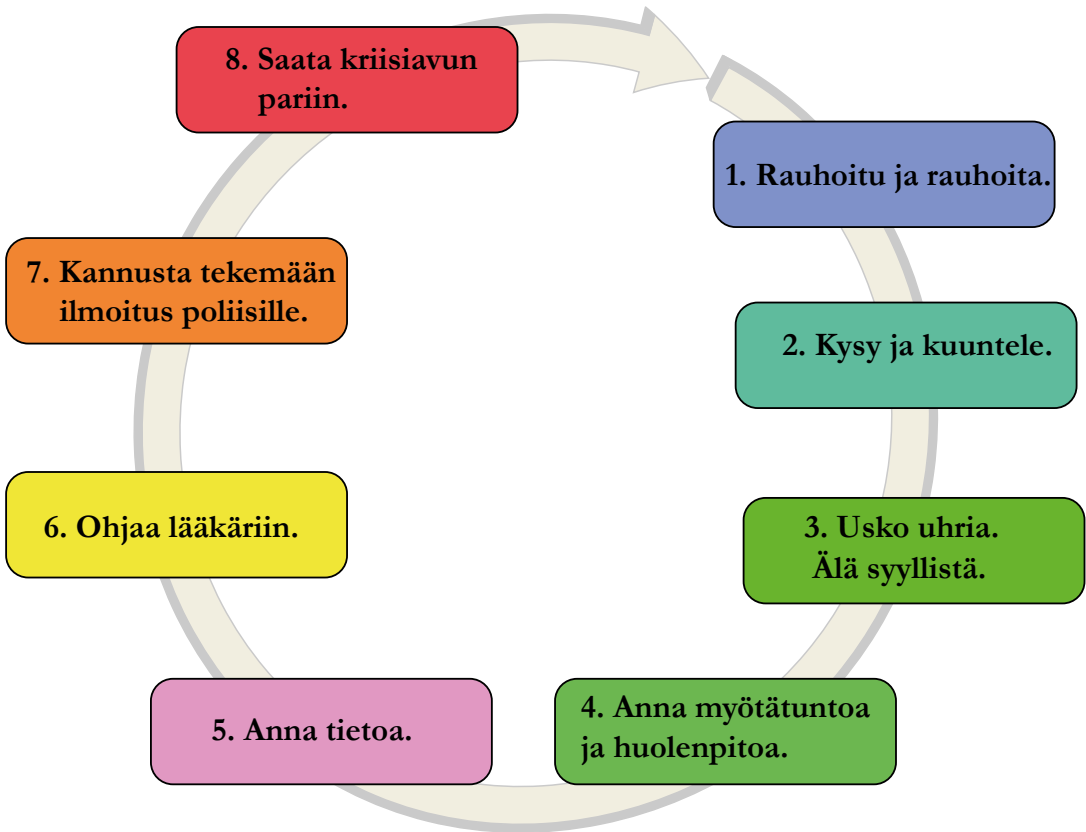 1. Rauhoitu ja rauhoita.
2. Kysy ja kuuntele.
3. Usko uhria.
Älä syyllistä.
4. Anna myötätuntoa
ja huolenpitoa.
5. Anna tietoa.
6. Ohjaa lääkäriin.
7. Kannusta tekemään
ilmoitus poliisille.
8. Saata kriisiavun
pariin.